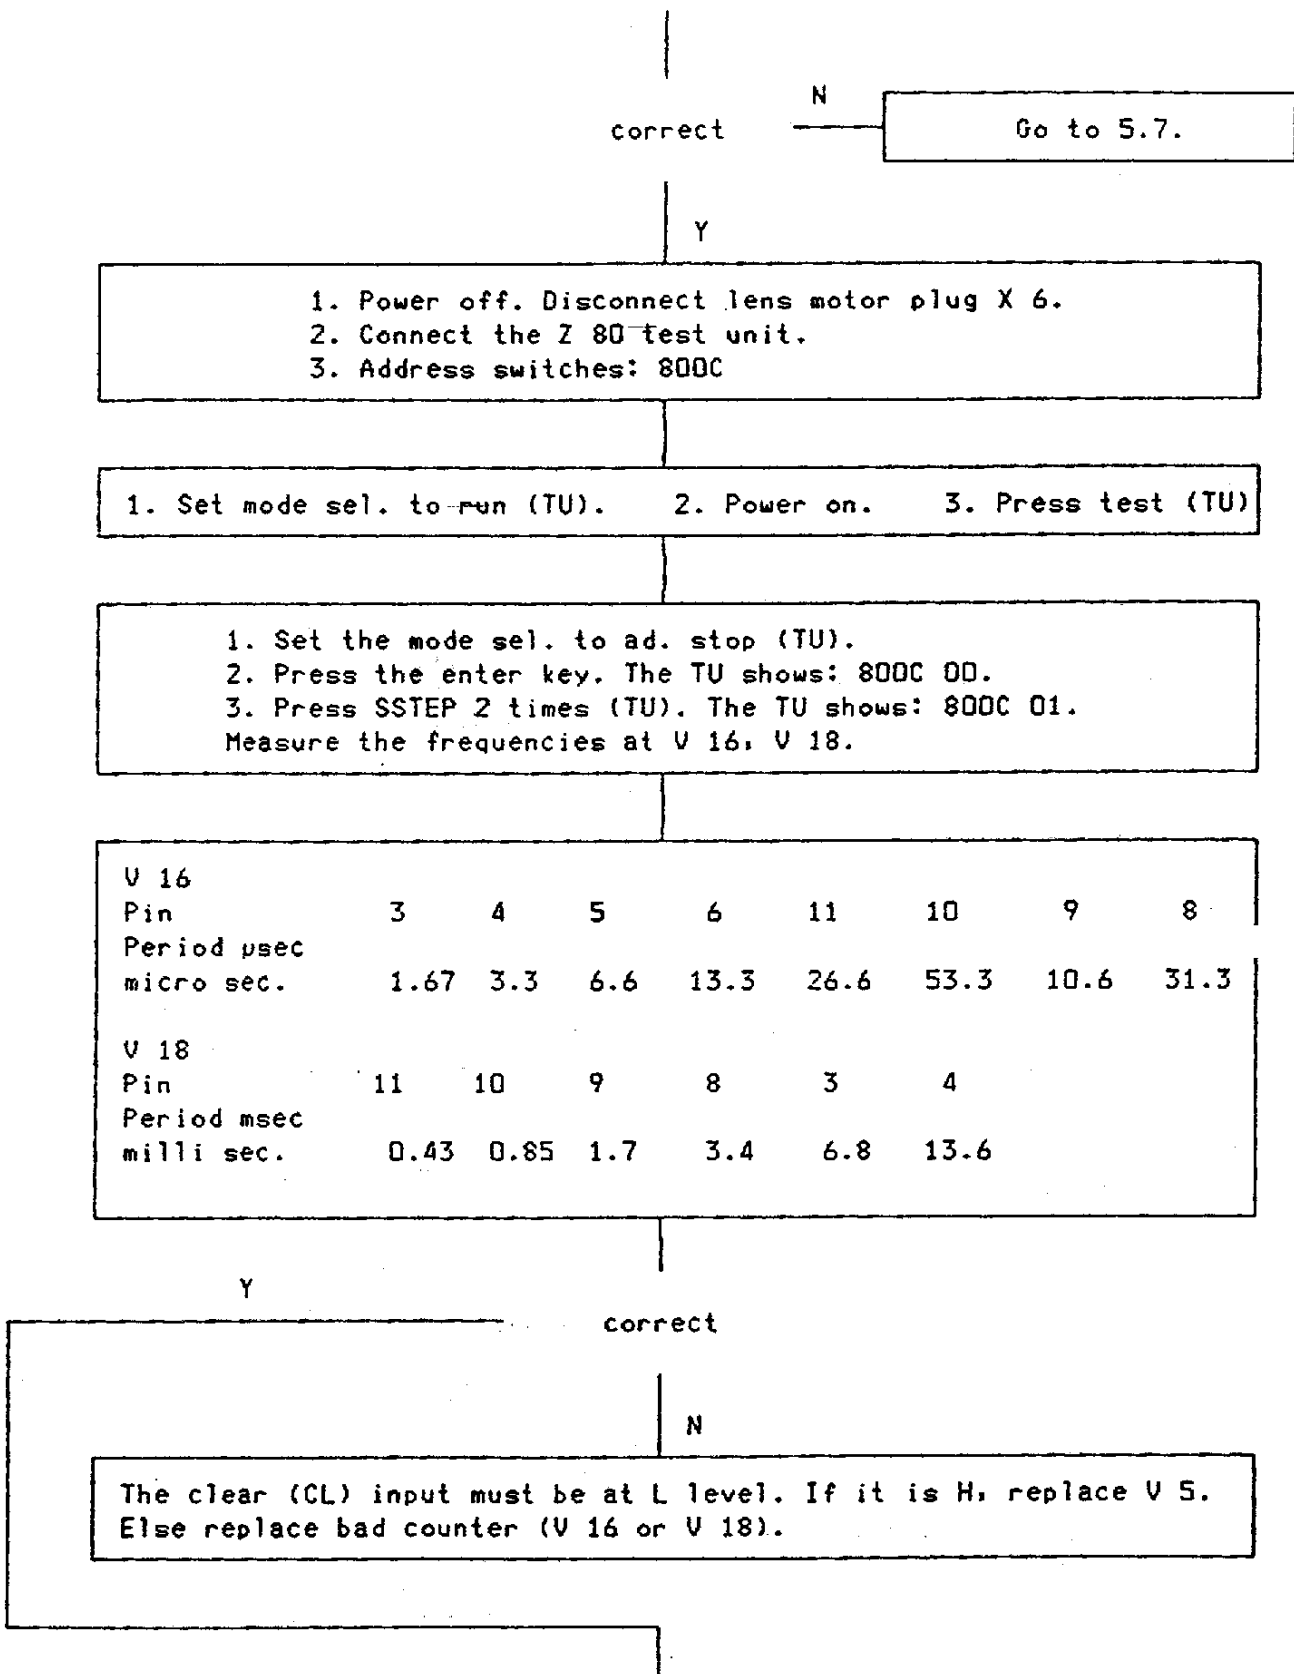 N
correct
Go to 5.7.
Y
1. Power off. Disconnect lens motor plug X 6.
2. Connect the Z 80 test unit.
3. Address switches: 800C
1. Set mode sel. to run (TU). 2. Power on. 3. Press test (TU)
1. Set the mode sel. to ad. stop (TU).
2. Press the enter key. The TU shows: 800C 00.
3. Press SSTEP 2 times (TU). The TU shows: 800C 01.
Measure the frequencies at V 16, V 18.
V 16
Pin 3 4 5 6 11 10 9 8
Period µsec
micro sec. 1.67 3.3 6.6 13.3 26.6 53.3 10.6 31.3
V 18
Pin 11 10 9 8 3 4
Period msec
milli sec. 0.43 0.85 1.7 3.4 6.8 13.6
Y
correct
N
The clear (CL) input must be at L level. If it is H, replace V 5.
Else replace bad counter (V 16 or V 18).